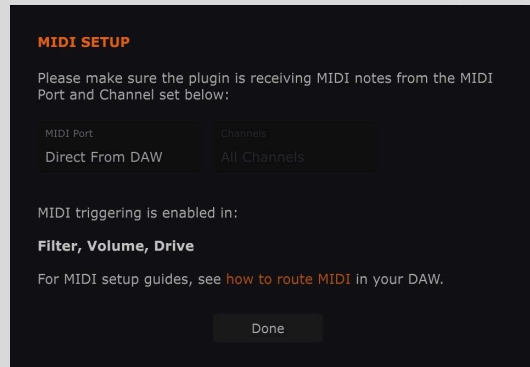 MIDI SETUP
Please make sure the plugin is receiving MIDI notes from the MIDI
Port and Channel set below:
MIDI Port
Channels
Direct From DAW
All Channels
MIDI triggering is enabled in:
Filter, Volume, Drive
For MIDI setup guides, see how to route MIDI in your DAW.
Done